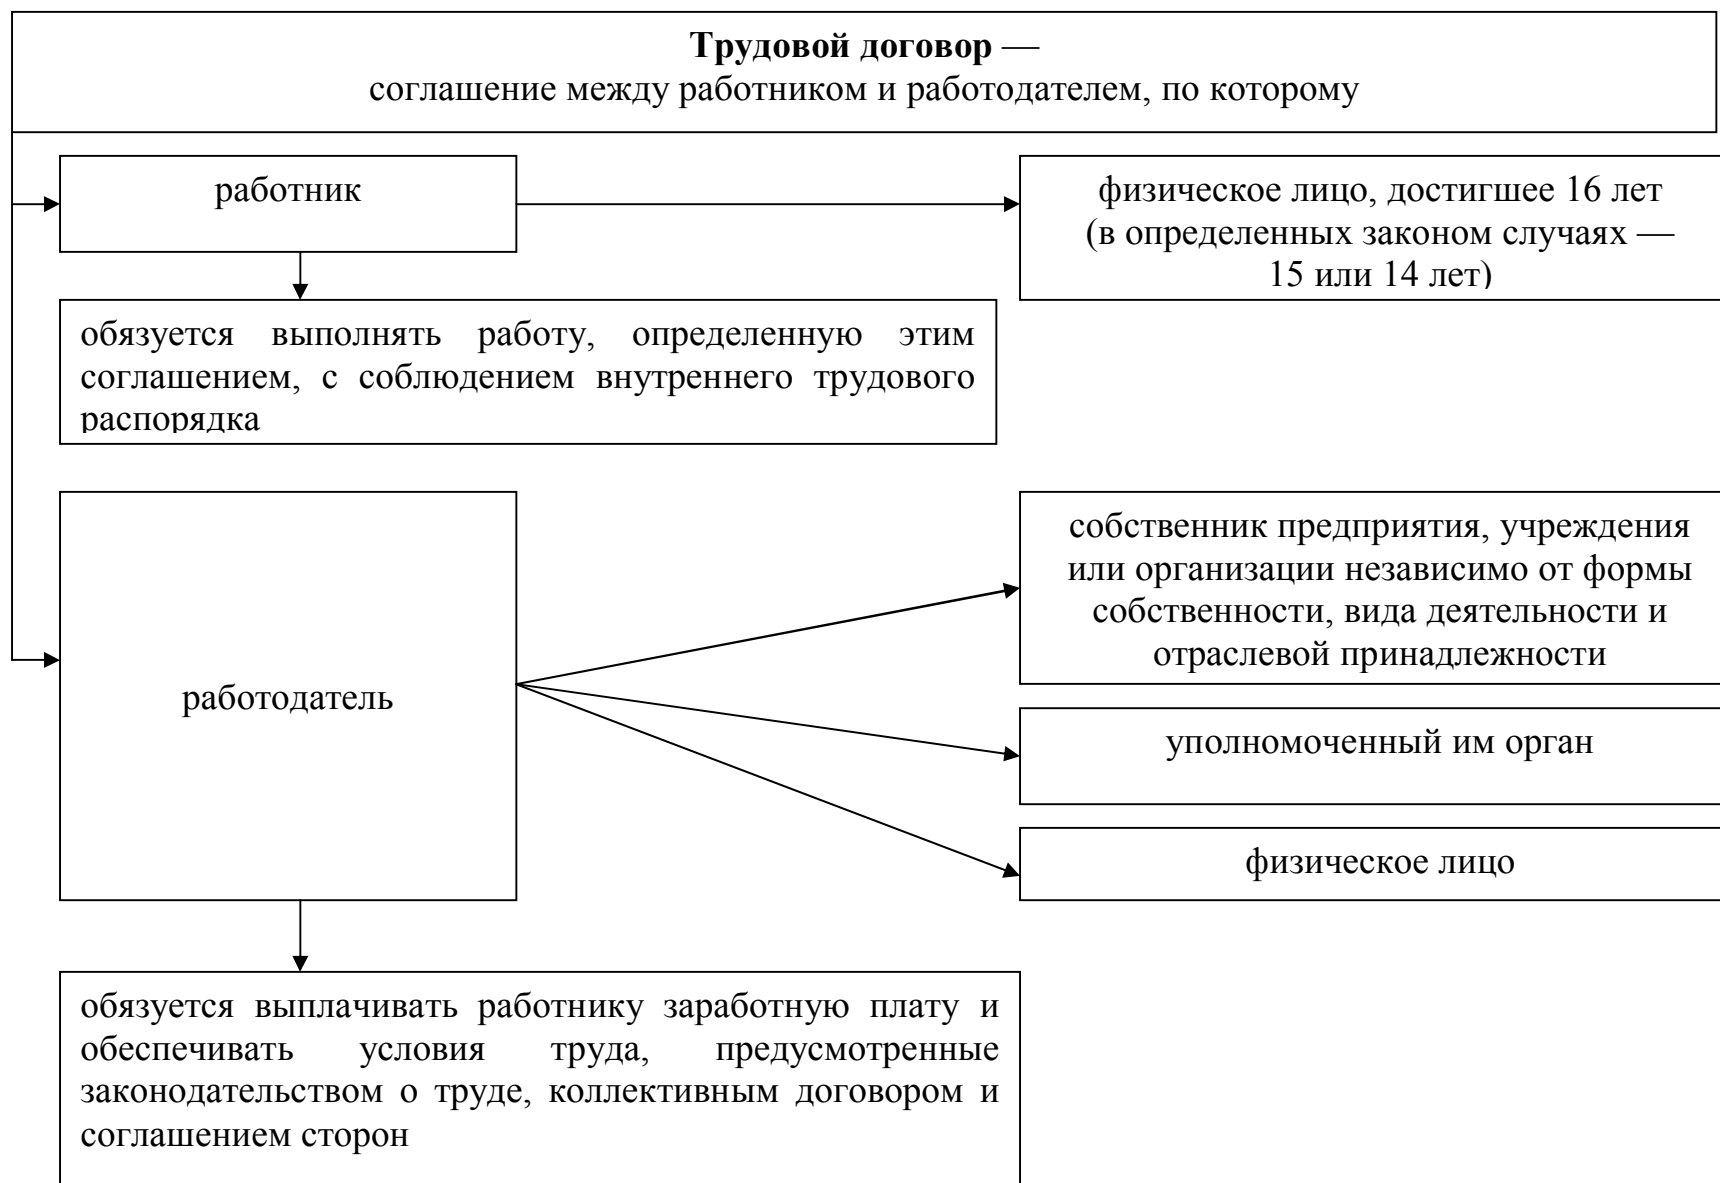 Трудовой договор —
соглашение между работником и работодателем, по которому
работник
физическое лицо, достигшее 16 лет
(в определенных законом случаях —
15 или 14 лет)
обязуется выполнять работу, определенную этим
соглашением, с соблюдением внутреннего трудового
распорядка
работодатель
собственник предприятия, учреждения
или организации независимо от формы
собственности, вида деятельности и
отраслевой принадлежности
уполномоченный им орган
физическое лицо
обязуется выплачивать работнику заработную плату и
обеспечивать условия труда, предусмотренные
законодательством о труде, коллективным договором и
соглашением сторон